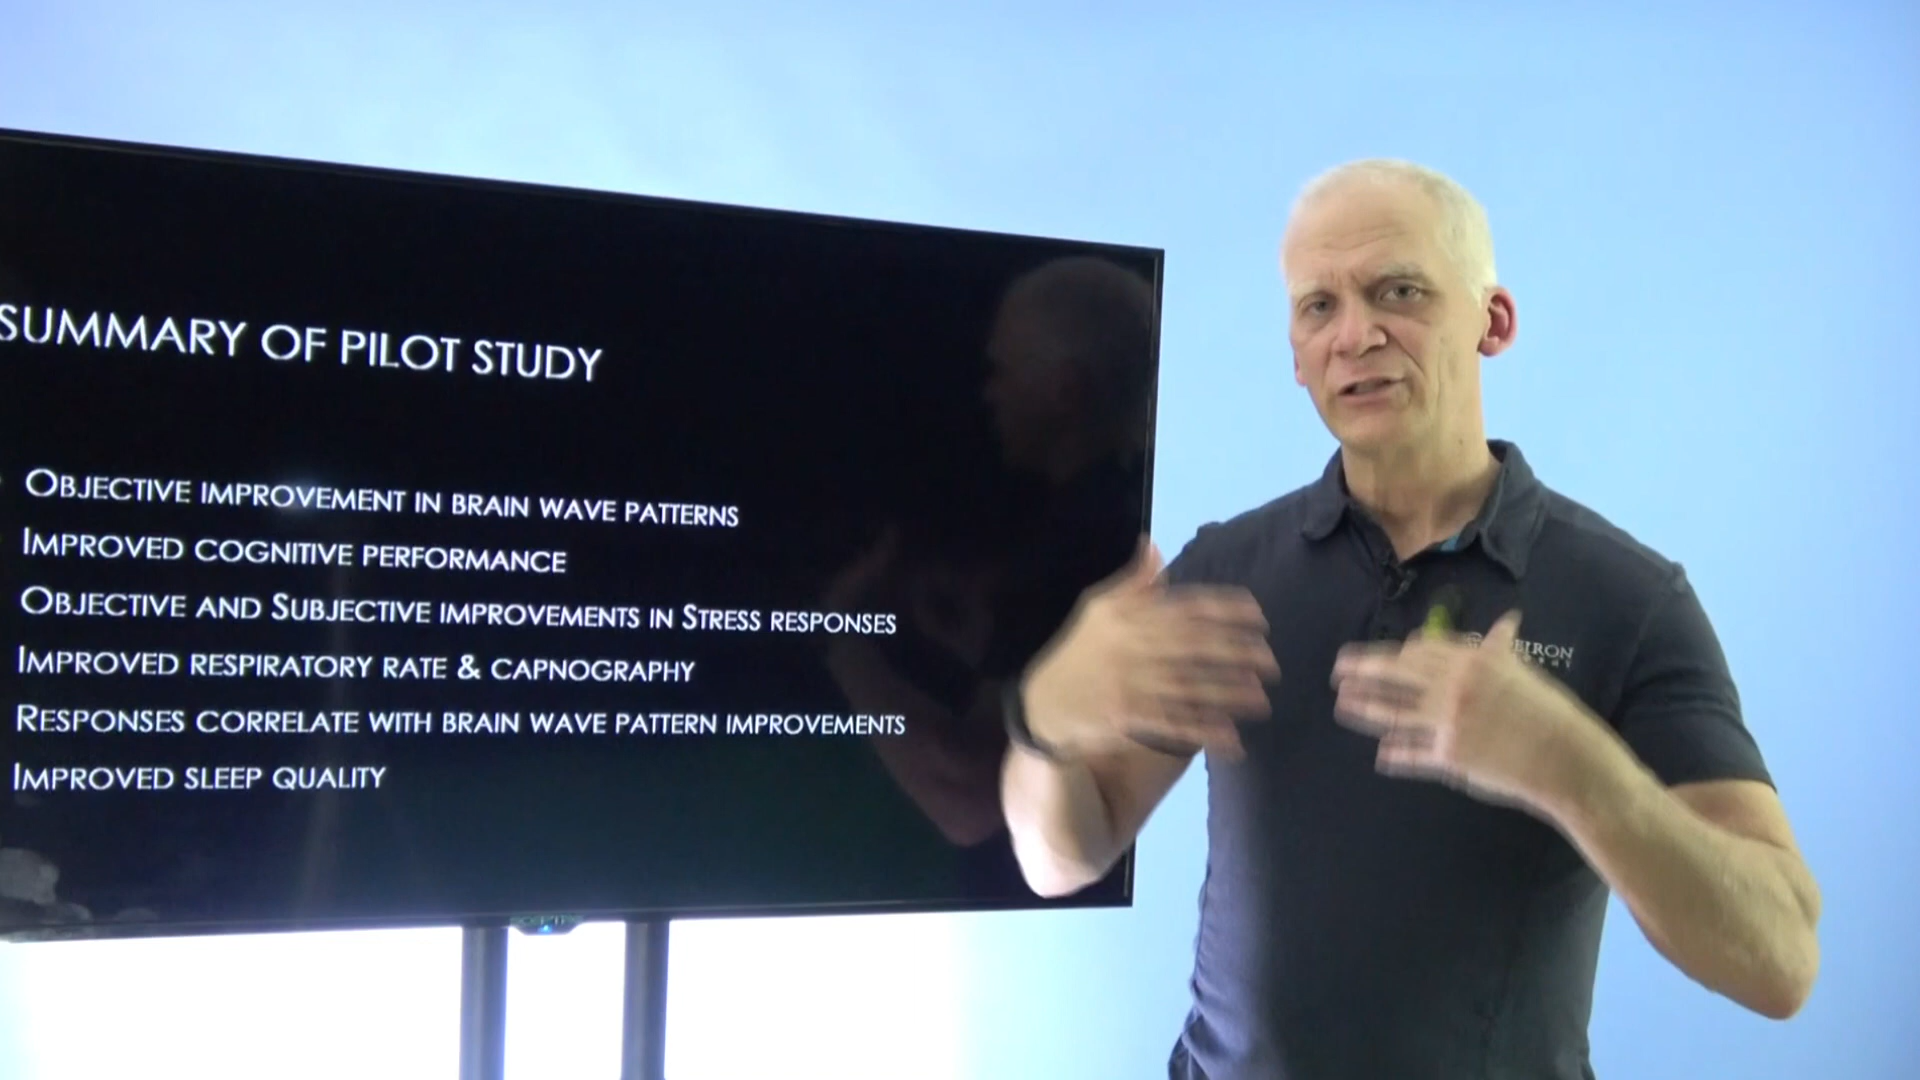 SUMMARY OF PILOT STUDY
OBJECTIVE IMPROVEMENT IN BRAIN WAVE PATTERNS
IMPROVED COGNITIVE PERFORMANCE
OBJECTIVE AND SUBJECTIVE IMPROVEMENTS IN STRESS RESPONSES
IMPROVED RESPIRATORY RATE & CAPNOGRAPHY
RESPONSES CORRELATE WITH BRAIN WAVE PATTERN IMPROVEMENTS
IMPROVED SLEEP QUALITY